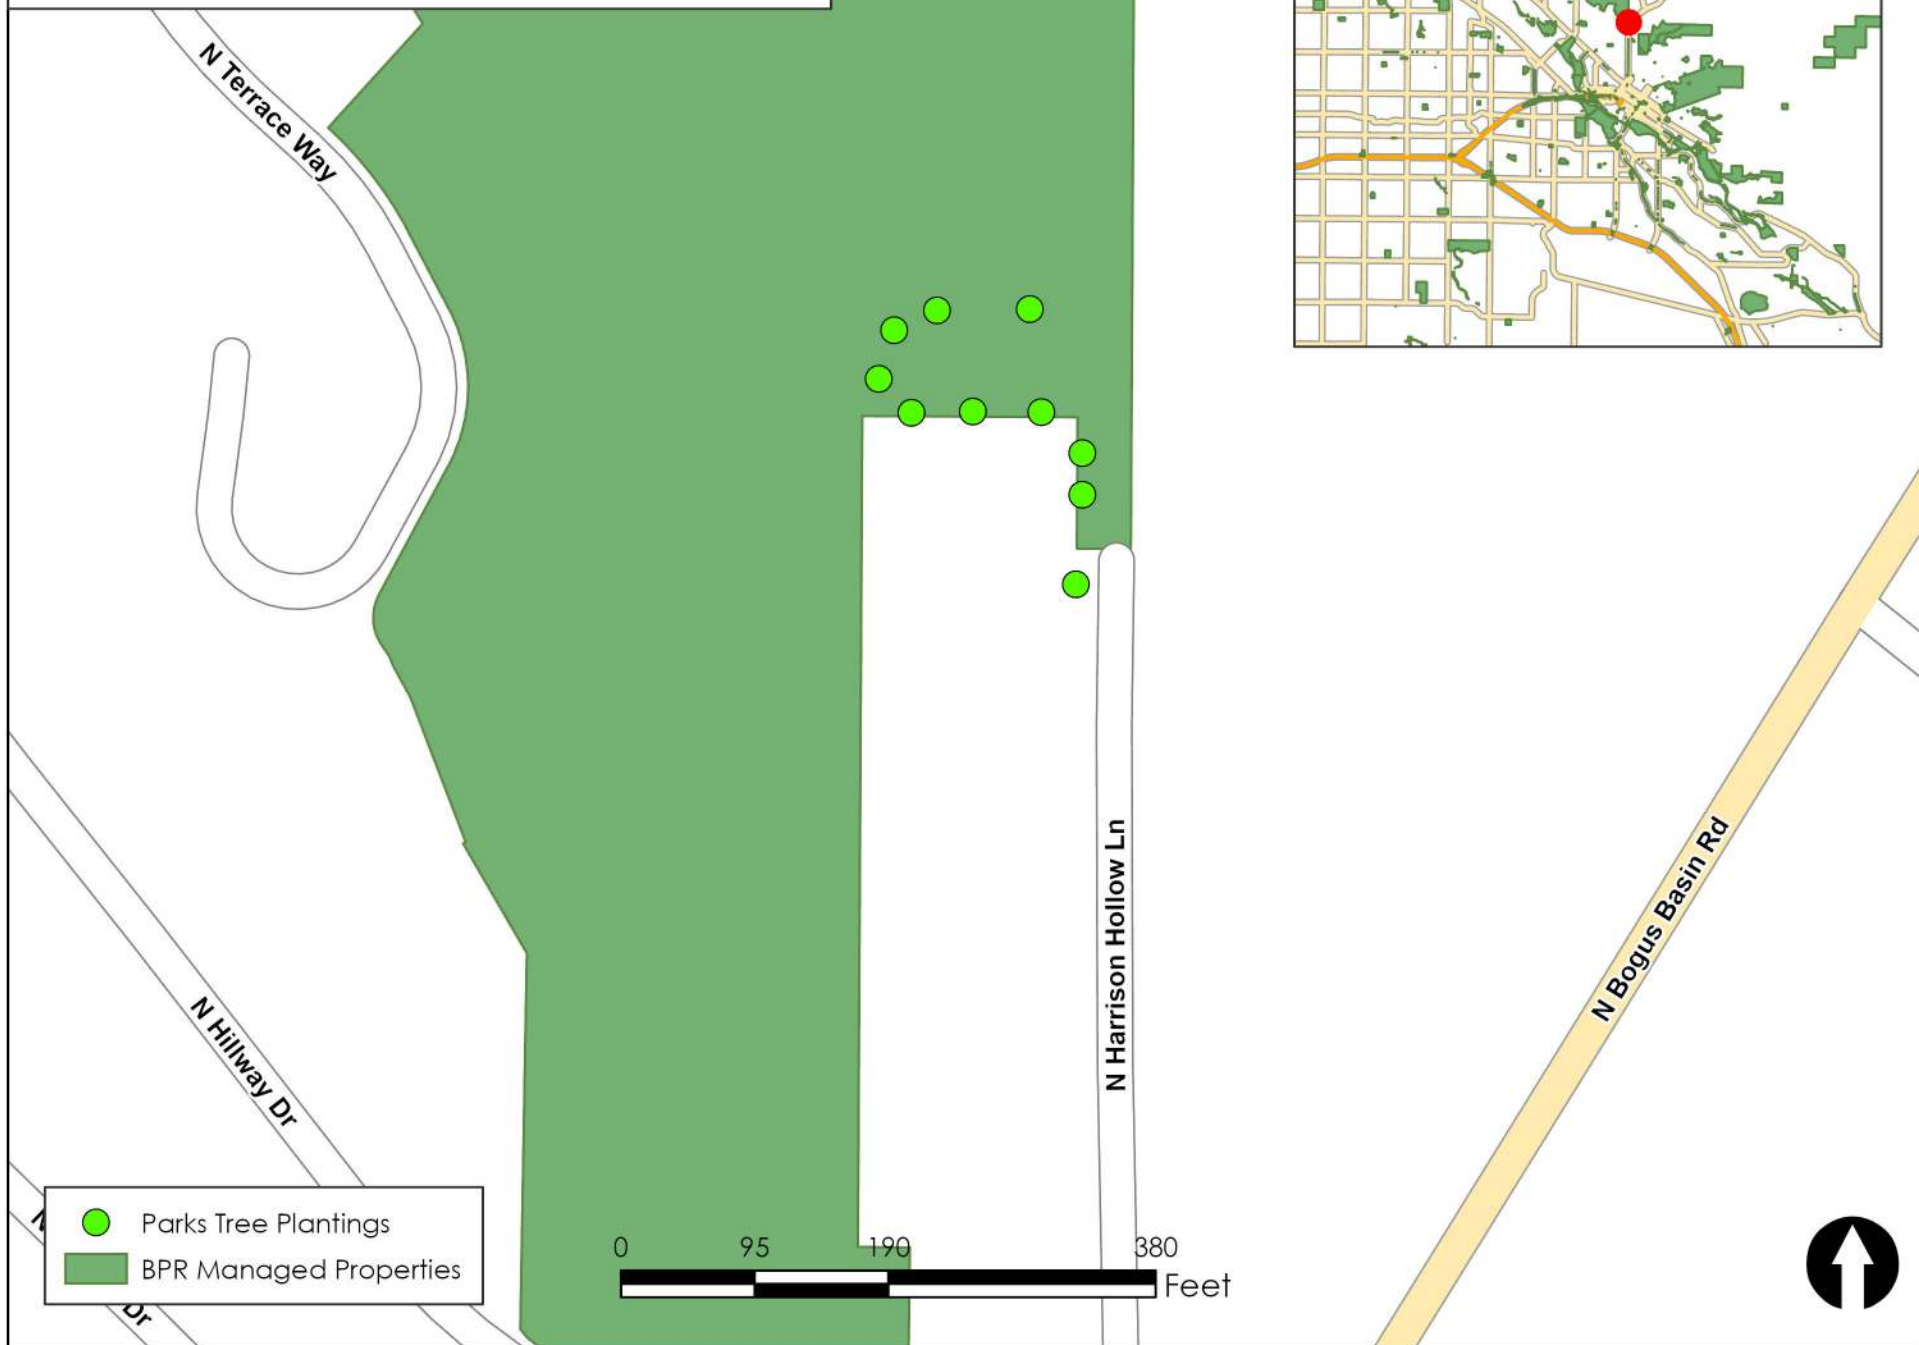 N Terrace Way
N Harrison Hollow Ln
N Bogus Basin Rd
N Hillway Dr
Parks Tree Plantings
BPR Managed Properties
N
Dr
0 95 190 380
Feet